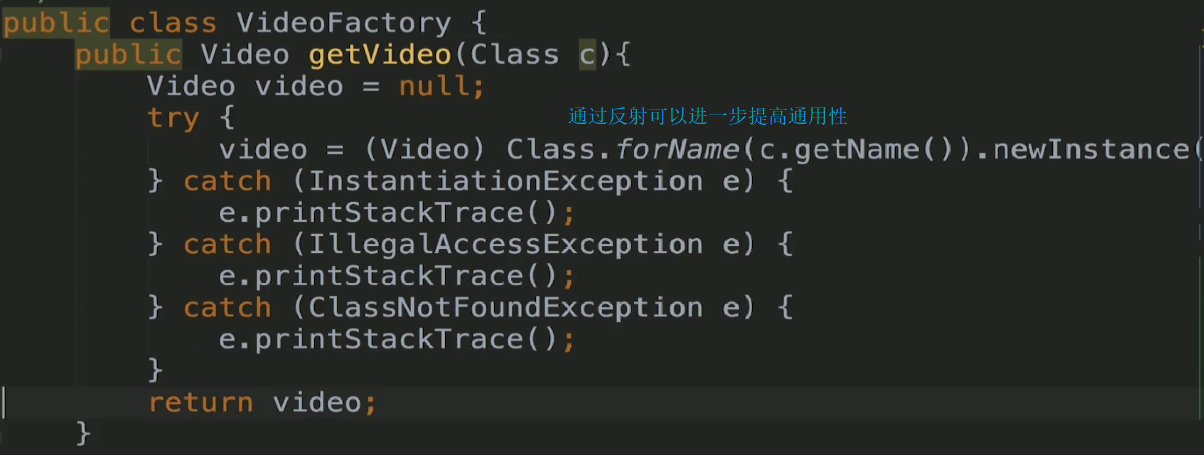 public class VideoFactory {
public Video getVideo(Class c){
Video video = null;
try {
通过反射可以进一步提高通用性
video = (Video) Class.forName(c.getName()).newInstance(
} catch (InstantiationException e) {
e.printStackTrace();
} catch (IllegalAccessException e) {
e.printStackTrace();
} catch (ClassNotFoundException e) {
e.printStackTrace();
}
return video;
}